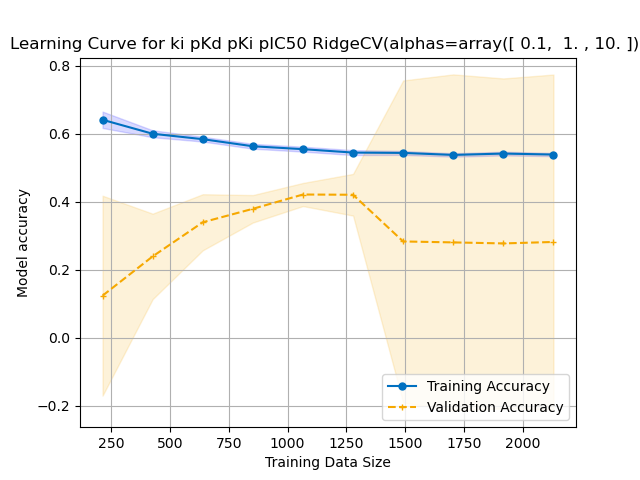 Learning Curve for ki pKd pKi pIC50 RidgeCV(alphas=array([ 0.1,  1. , 10. ])
Model accuracy
0.8
0.6
0.4
0.2
0.0
−0.2
Training Accuracy
Validation Accuracy
250 500 750 1000 1250 1500 1750 2000
Training Data Size